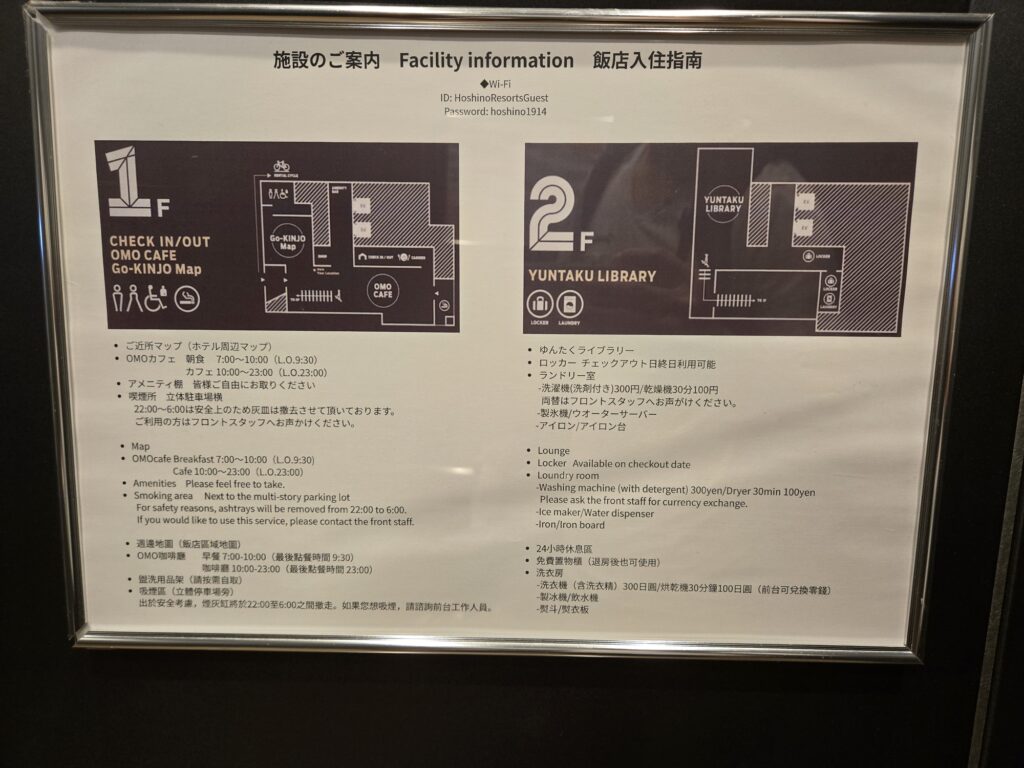 施設のご案内　Facility information　飯店入住指南
◆Wi-Fi
ID: HoshinoResortsGuest
Password: hoshino1914
1F
CHECK IN/OUT
OMO CAFE
Go-KINJO Map
RENTAL CYCLE
AMENITY
EV
EV
Go-KINJO
Map
SHOP
CHECK IN / OUT
Your Location
OMO
CAFE
2F
YUNTAKU LIBRARY
LOCKER
LAUNDRY
YUNTAKU
LIBRARY
EV
EV
LOCKER
LOCKER
LAUNDRY
TO 1F
• ご近所マップ（ホテル周辺マップ）
• OMOカフェ　朝食　7:00～10:00（L.O.9:30）
カフェ 10:00～23:00（L.O.23:00）
• アメニティ棚　皆様ご自由にお取りください
• 喫煙所　立体駐車場横
22:00～6:00は安全上のため灰皿は撤去させて頂いております。
ご利用の方はフロントスタッフへお声かけください。
• Map
• OMOcafe Breakfast 7:00～10:00（L.O.9:30）
Cafe 10:00～23:00（L.O.23:00）
• Amenities　Please feel free to take.
• Smoking area　Next to the multi-story parking lot
For safety reasons, ashtrays will be removed from 22:00 to 6:00.
If you would like to use this service, please contact the front staff.
• 週邊地圖（飯店區域地圖）
• OMO咖啡廳　早餐 7:00-10:00（最後點餐時間 9:30）
咖啡廳 10:00-23:00（最後點餐時間 23:00）
• 盥洗用品架（請按需自取）
• 吸煙區（立體停車場旁）
出於安全考慮，煙灰缸將於22:00至6:00之間撤走。如果您想吸煙，請諮詢前台工作人員。
• ゆんたくライブラリー
• ロッカー チェックアウト日終日利用可能
• ランドリー室
-洗濯機(洗剤付き)300円/乾燥機30分100円
両替はフロントスタッフへお声がけください。
-製氷機/ウオーターサーバー
-アイロン/アイロン台
• Lounge
• Locker Available on checkout date
• Loundry room
-Washing machine (with detergent) 300yen/Dryer 30min 100yen
Please ask the front staff for currency exchange.
-Ice maker/Water dispenser
-Iron/Iron board
• 24小時休息區
• 免費置物櫃（退房後也可使用）
• 洗衣房
-洗衣機（含洗衣精）300日圓/烘乾機30分鐘100日圓（前台可兌換零錢）
-製冰機/飲水機
-熨斗/熨衣板